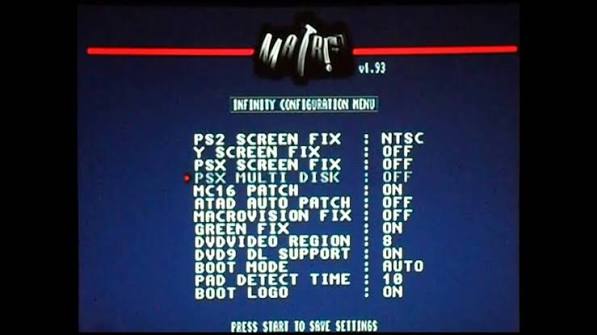 MATRIX
v1.93
INFINITY CONFIGURATION MENU
PS2 SCREEN FIX : NTSC
Y SCREEN FIX : OFF
PSX SCREEN FIX : OFF
PSX MULTI DISK : OFF
MC16 PATCH : ON
ATAD AUTO PATCH : OFF
MACROVISION FIX : OFF
GREEN FIX : ON
DVDVIDEO REGION : 8
DVD9 DL SUPPORT : ON
BOOT MODE : AUTO
PAD DETECT TIME : 10
BOOT LOGO : ON
PRESS START TO SAVE SETTINGS